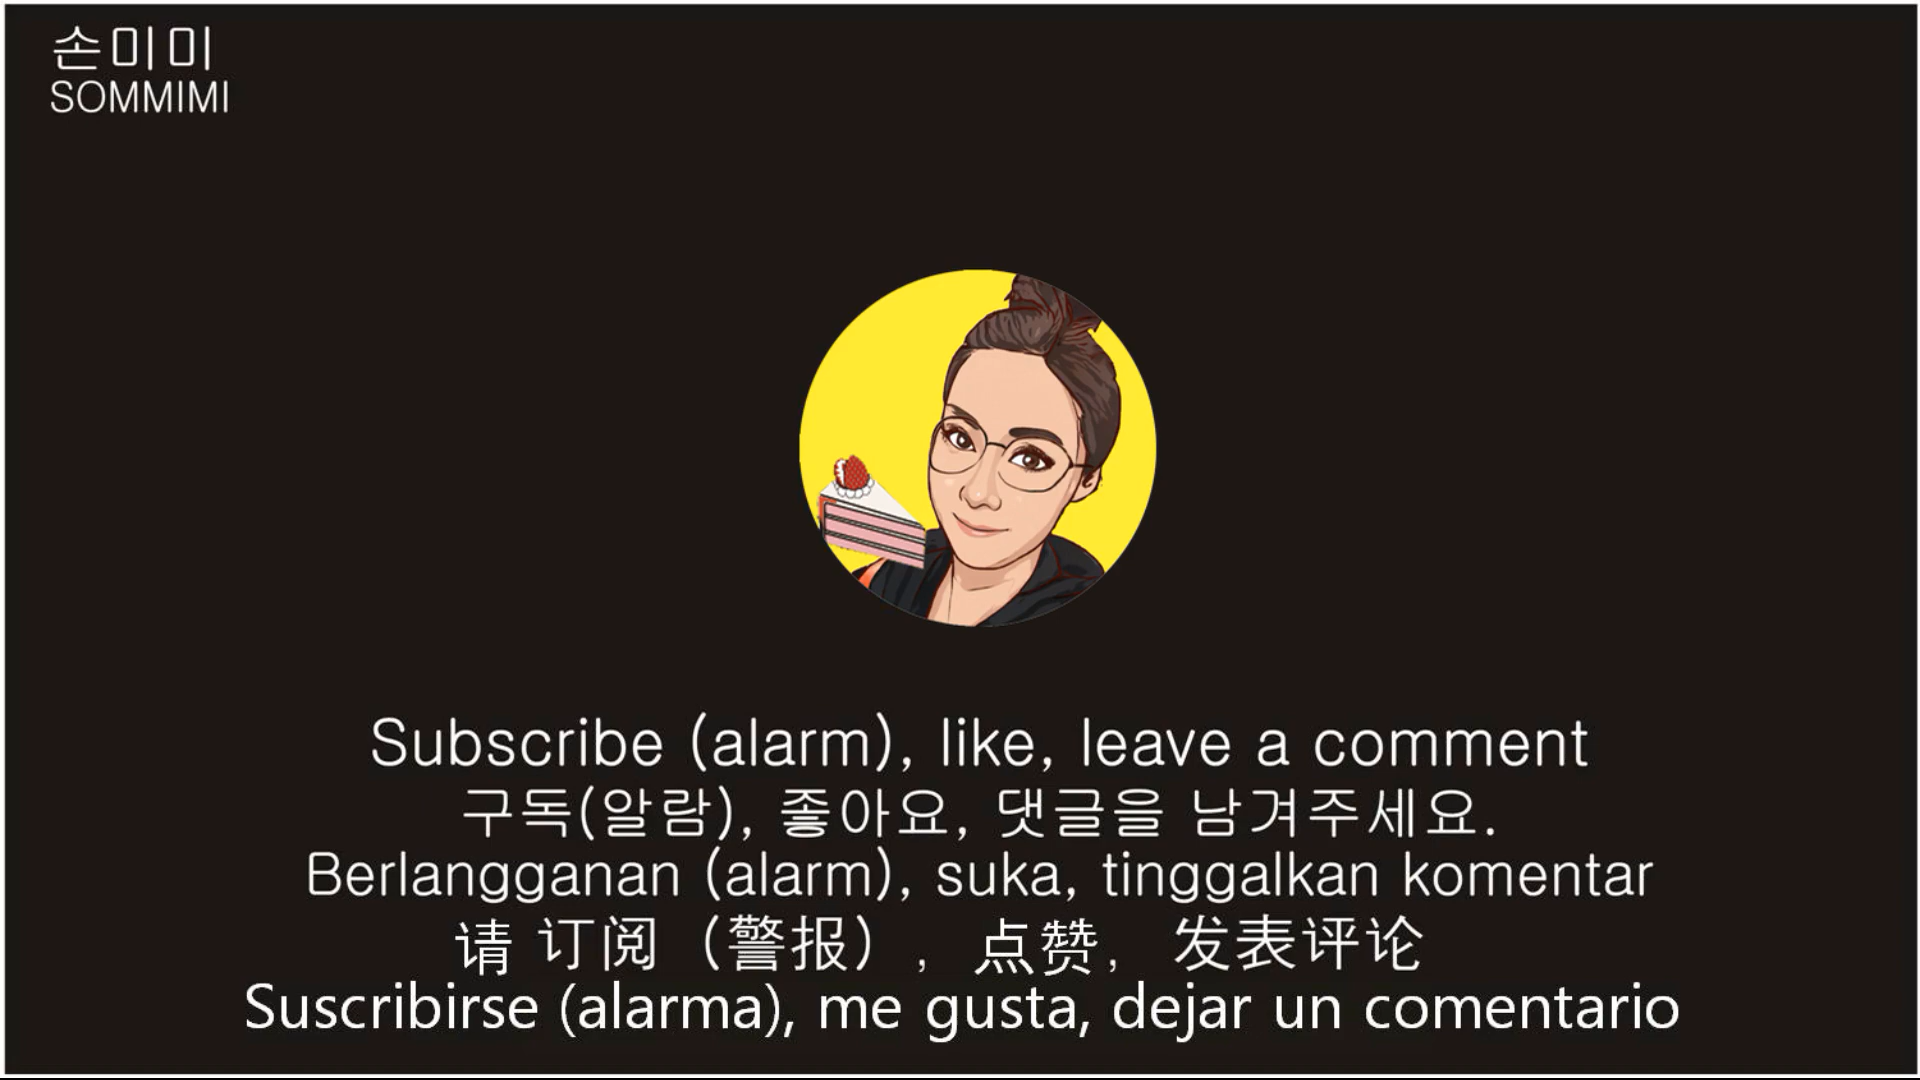 손미미
SOMMIMI
Subscribe (alarm), like, leave a comment
구독(알람), 좋아요, 댓글을 남겨주세요.
Berlangganan (alarm), suka, tinggalkan komentar
请 订阅（警报）, 点赞, 发表评论
Suscribirse (alarma), me gusta, dejar un comentario